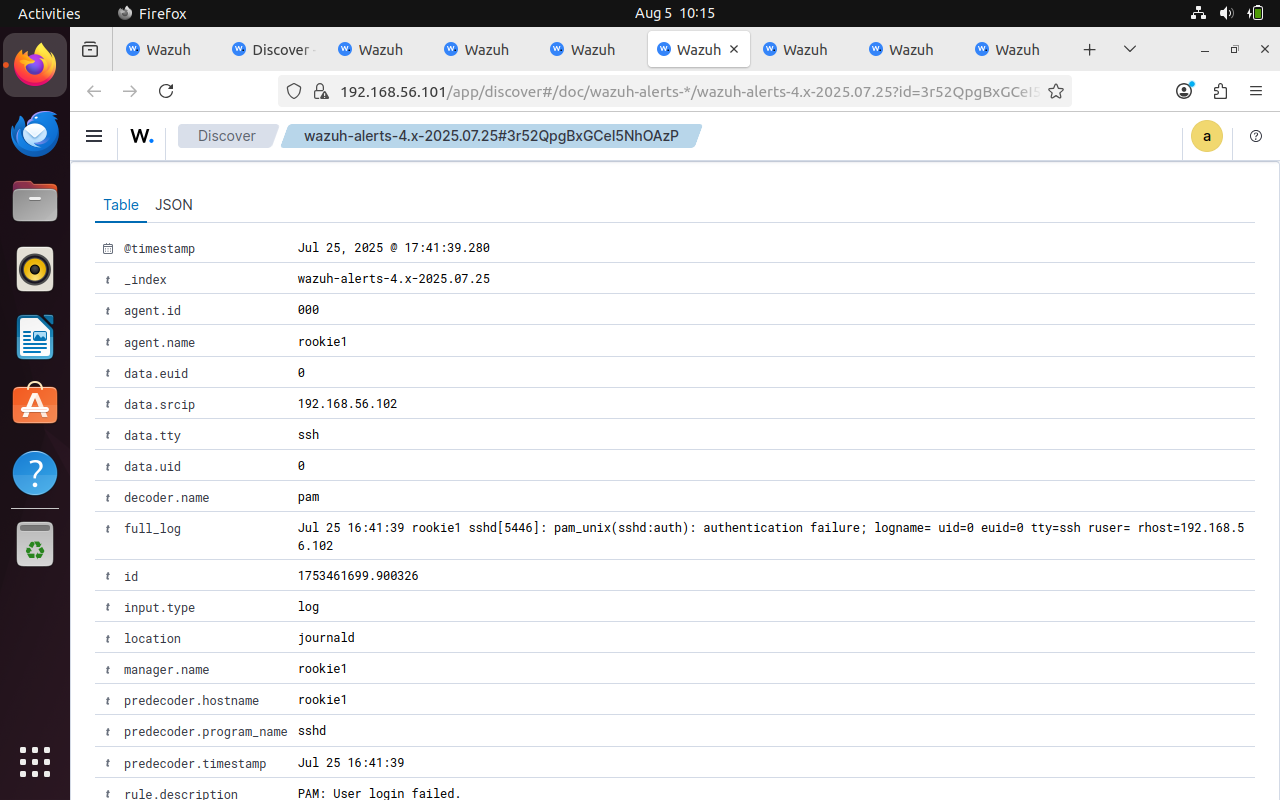 Activities Firefox Aug 5 10:15
Wazuh Discover Wazuh Wazuh Wazuh Wazuh Wazuh Wazuh Wazuh
192.168.56.101/app/discover#/doc/wazuh-alerts-*/wazuh-alerts-4.x-2025.07.25?id=3r52QpgBxGCeI5
W. Discover wazuh-alerts-4.x-2025.07.25#3r52QpgBxGCeI5NhOAzP a
Table JSON
@timestamp Jul 25, 2025 @ 17:41:39.280
t _index wazuh-alerts-4.x-2025.07.25
t agent.id 000
t agent.name rookie1
t data.euid 0
t data.srcip 192.168.56.102
t data.tty ssh
t data.uid 0
t decoder.name pam
t full_log Jul 25 16:41:39 rookie1 sshd[5446]: pam_unix(sshd:auth): authentication failure; logname= uid=0 euid=0 tty=ssh ruser= rhost=192.168.5
6.102
t id 1753461699.900326
t input.type log
t location journald
t manager.name rookie1
t predecoder.hostname rookie1
t predecoder.program_name sshd
t predecoder.timestamp Jul 25 16:41:39
t rule.description PAM: User login failed.